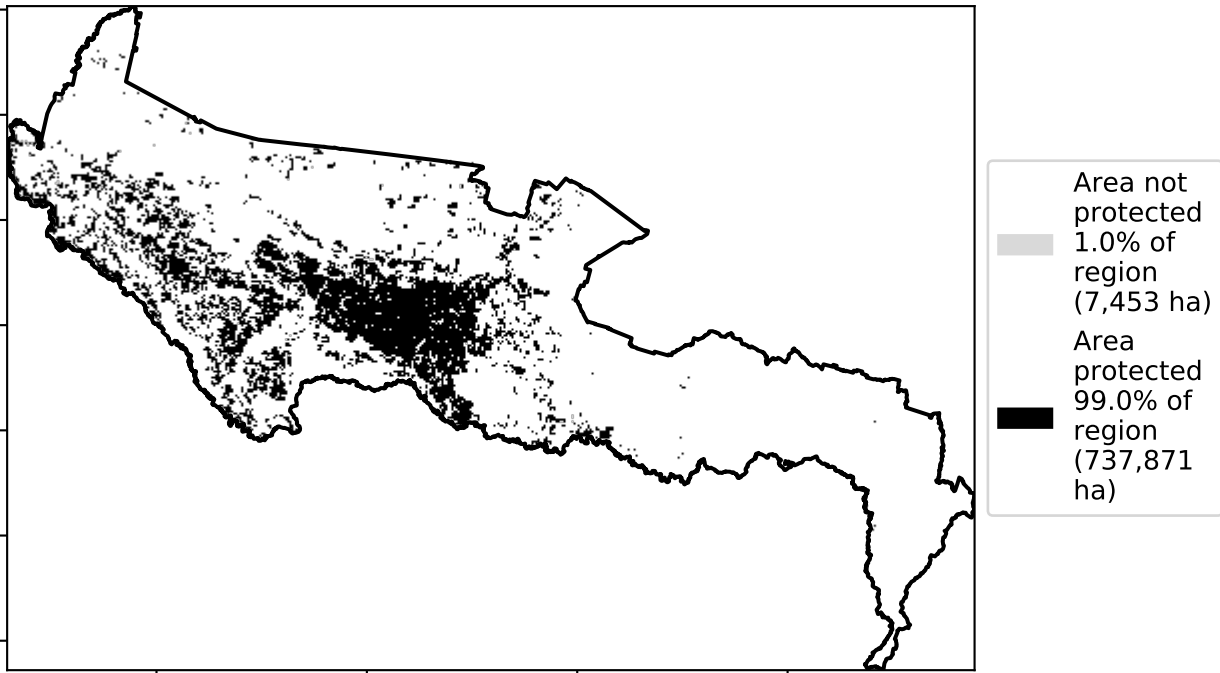 Area not
protected
1.0% of
region
(7,453 ha)
Area
protected
99.0% of
region
(737,871
ha)